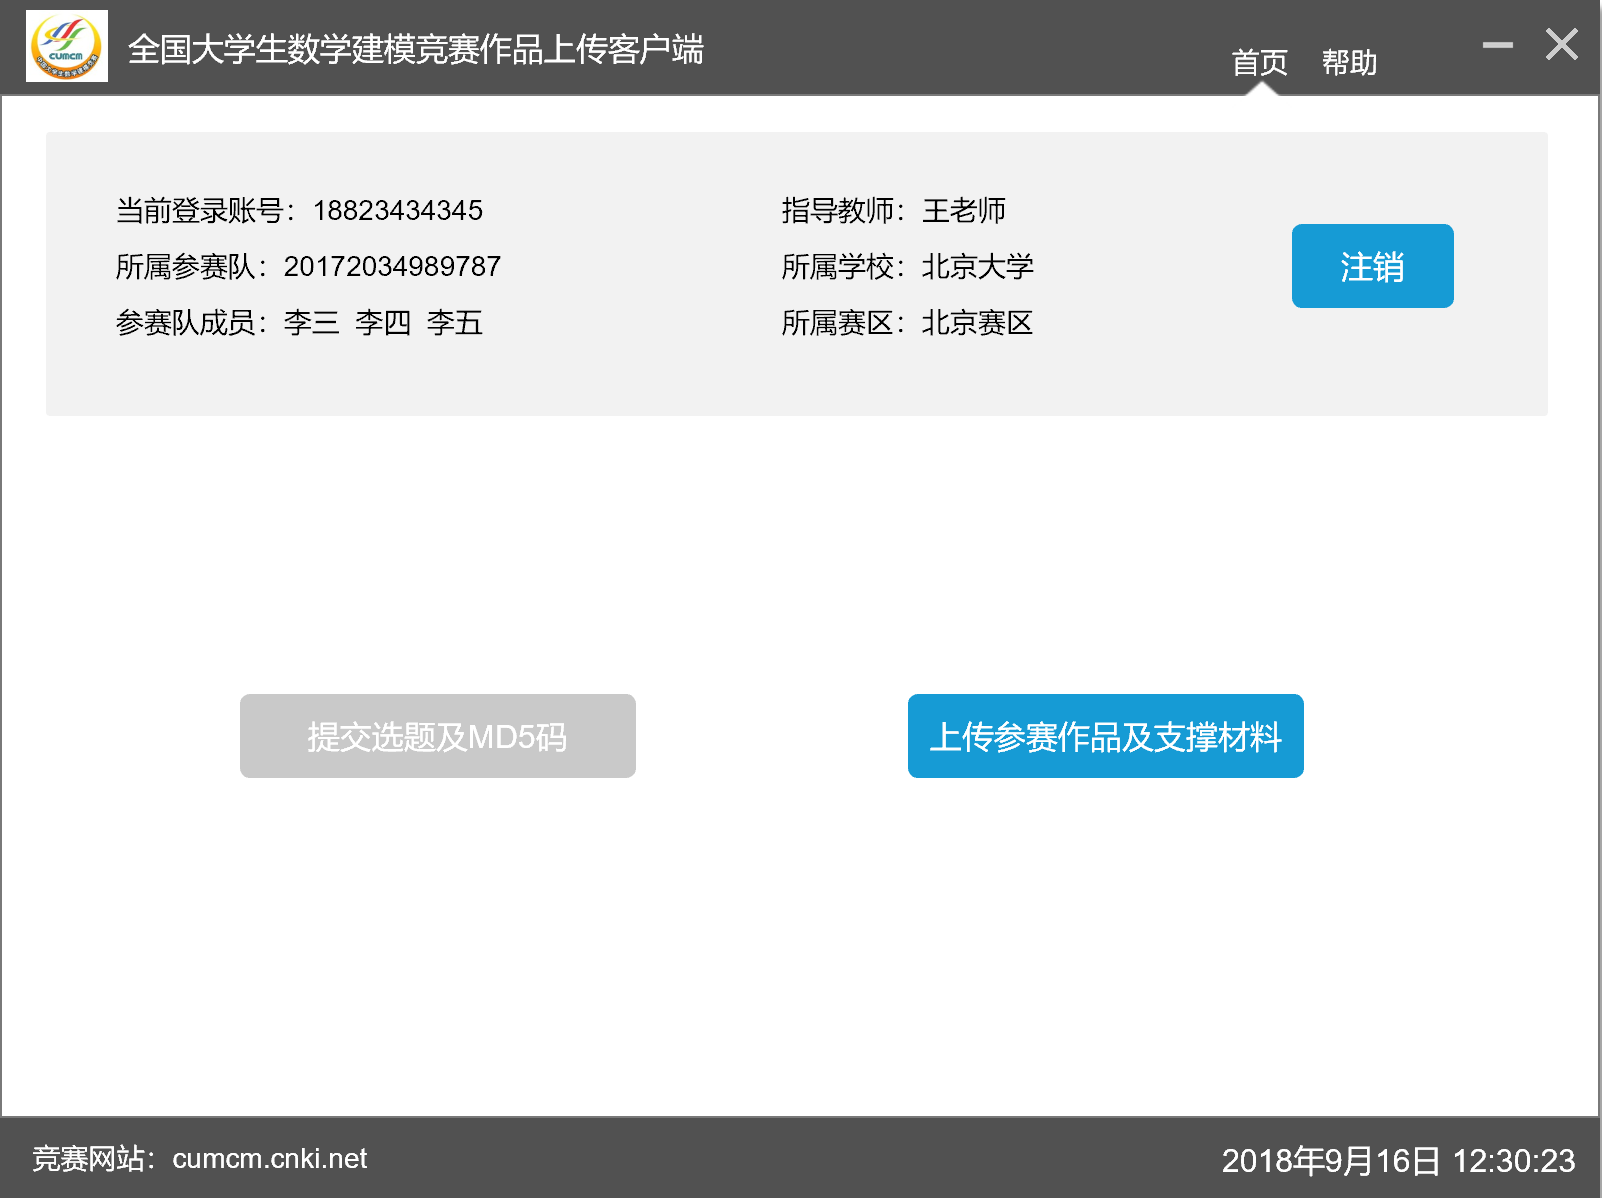 CUMCM
全国大学生数学建模竞赛作品上传客户端
首页 帮助
当前登录账号：18823434345
所属参赛队：20172034989787
参赛队成员：李三 李四 李五
指导教师：王老师
所属学校：北京大学
所属赛区：北京赛区
注销
提交选题及MD5码
上传参赛作品及支撑材料
竞赛网站：cumcm.cnki.net
2018年9月16日 12:30:23